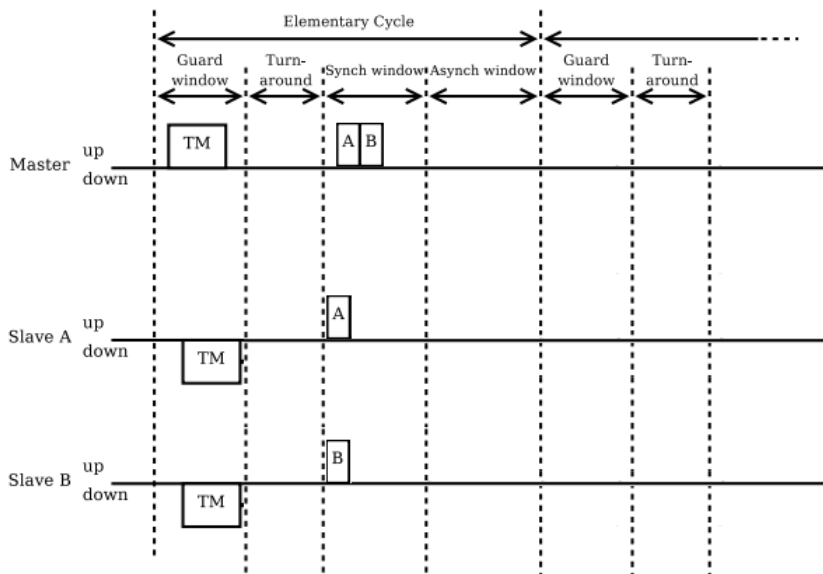 Elementary Cycle
Guard window
Turn-around
Synch window
Asynch window
Guard window
Turn-around
Master
up
down
TM
A
B
Slave A
up
down
A
TM
Slave B
up
down
B
TM